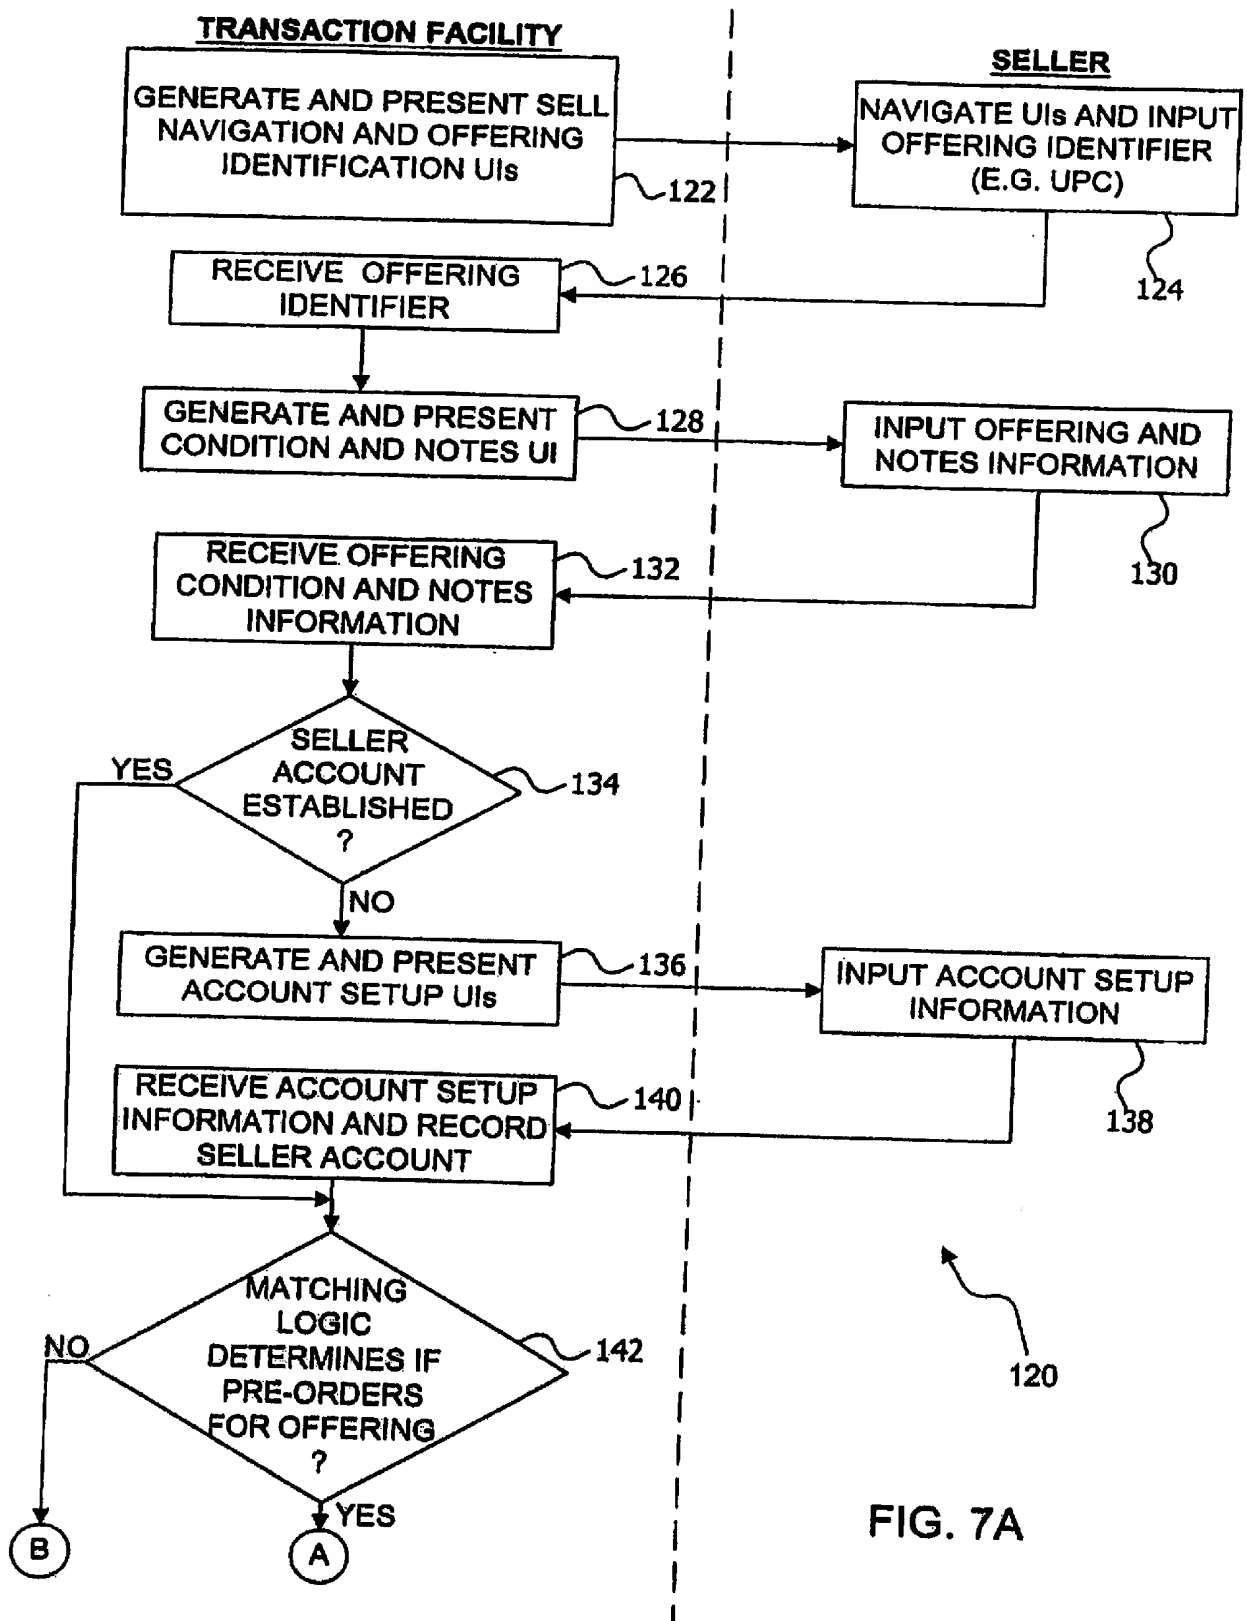 TRANSACTION FACILITY
SELLER
GENERATE AND PRESENT SELL
NAVIGATION AND OFFERING
IDENTIFICATION UIs
122
NAVIGATE UIs AND INPUT
OFFERING IDENTIFIER
(E.G. UPC)
124
RECEIVE OFFERING
IDENTIFIER
126
GENERATE AND PRESENT
CONDITION AND NOTES UI
128
INPUT OFFERING AND
NOTES INFORMATION
130
RECEIVE OFFERING
CONDITION AND NOTES
INFORMATION
132
SELLER
ACCOUNT
ESTABLISHED
?
134
YES
NO
GENERATE AND PRESENT
ACCOUNT SETUP UIs
136
INPUT ACCOUNT SETUP
INFORMATION
138
RECEIVE ACCOUNT SETUP
INFORMATION AND RECORD
SELLER ACCOUNT
140
MATCHING
LOGIC
DETERMINES IF
PRE-ORDERS
FOR OFFERING
?
142
NO
YES
B
A
120
FIG. 7A